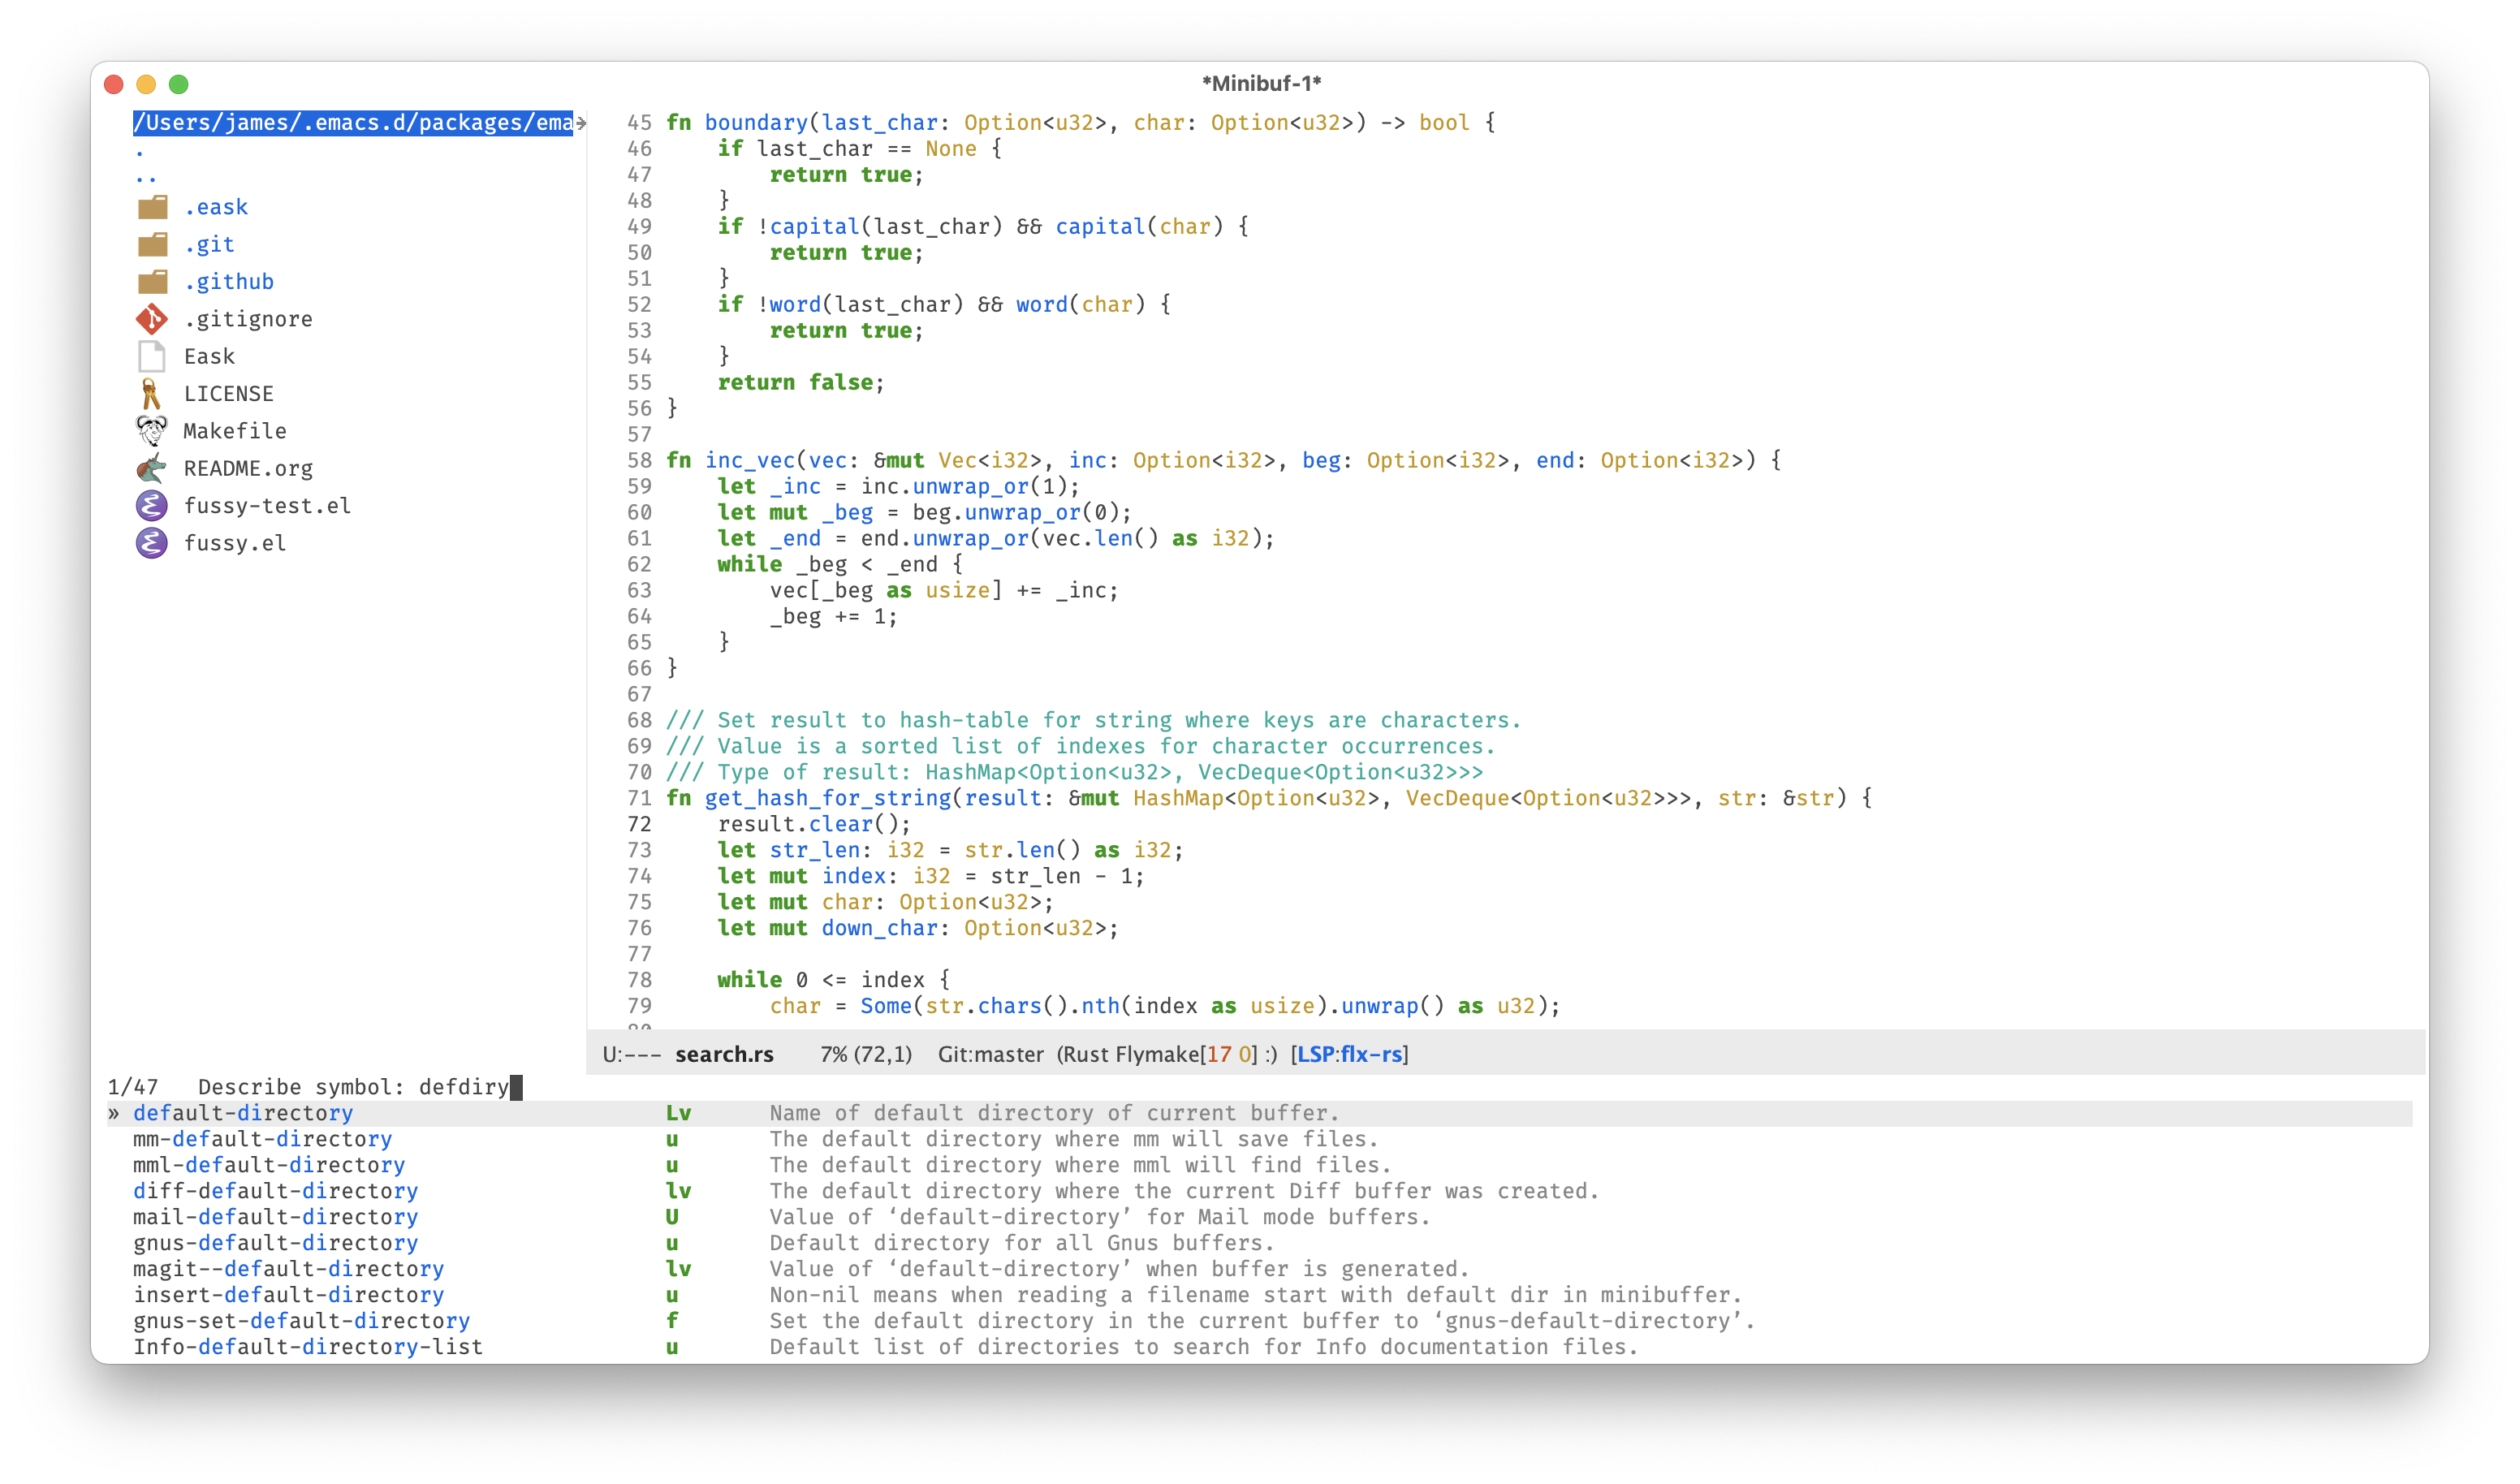 *Minibuf-1*
/Users/james/.emacs.d/packages/ema
.
..
.eask
.git
.github
.gitignore
Eask
LICENSE
Makefile
README.org
fussy-test.el
fussy.el
45 fn boundary(last_char: Option<u32>, char: Option<u32>) -> bool {
46     if last_char == None {
47         return true;
48     }
49     if !capital(last_char) && capital(char) {
50         return true;
51     }
52     if !word(last_char) && word(char) {
53         return true;
54     }
55     return false;
56 }
57
58 fn inc_vec(vec: &mut Vec<i32>, inc: Option<i32>, beg: Option<i32>, end: Option<i32>) {
59     let _inc = inc.unwrap_or(1);
60     let mut _beg = beg.unwrap_or(0);
61     let _end = end.unwrap_or(vec.len() as i32);
62     while _beg < _end {
63         vec[_beg as usize] += _inc;
64         _beg += 1;
65     }
66 }
67
68 /// Set result to hash-table for string where keys are characters.
69 /// Value is a sorted list of indexes for character occurrences.
70 /// Type of result: HashMap<Option<u32>, VecDeque<Option<u32>>>
71 fn get_hash_for_string(result: &mut HashMap<Option<u32>, VecDeque<Option<u32>>>, str: &str) {
72     result.clear();
73     let str_len: i32 = str.len() as i32;
74     let mut index: i32 = str_len - 1;
75     let mut char: Option<u32>;
76     let mut down_char: Option<u32>;
77
78     while 0 <= index {
79         char = Some(str.chars().nth(index as usize).unwrap() as u32);
U:--- search.rs 7% (72,1) Git:master (Rust Flymake[17 0] :) [LSP:flx-rs]
1/47 Describe symbol: defdiry
» default-directory Lv Name of default directory of current buffer.
mm-default-directory u The default directory where mm will save files.
mml-default-directory u The default directory where mml will find files.
diff-default-directory lv The default directory where the current Diff buffer was created.
mail-default-directory U Value of ‘default-directory’ for Mail mode buffers.
gnus-default-directory u Default directory for all Gnus buffers.
magit--default-directory lv Value of ‘default-directory’ when buffer is generated.
insert-default-directory u Non-nil means when reading a filename start with default dir in minibuffer.
gnus-set-default-directory f Set the default directory in the current buffer to ‘gnus-default-directory’.
Info-default-directory-list u Default list of directories to search for Info documentation files.